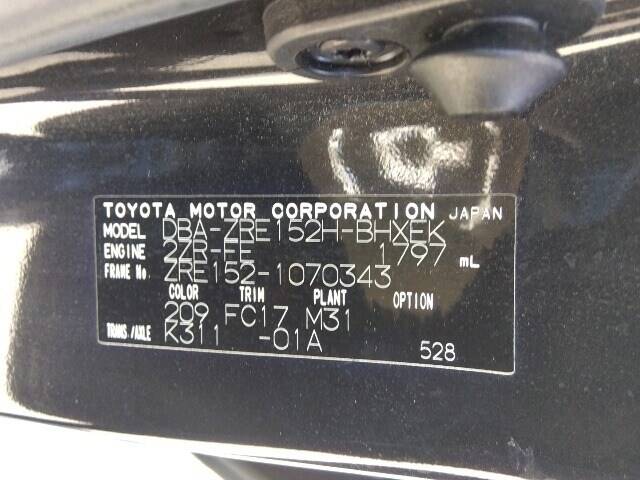 TOYOTA MOTOR CORPORATION JAPAN
MODEL DBA-ZRE152H-BHXEK
ENGINE 2ZR-FE 1797 mL
FRAME No. ZRE152-1070343
COLOR TRIM PLANT OPTION
209 FC17 M31
TRANS./AXLE K311 -01A
528